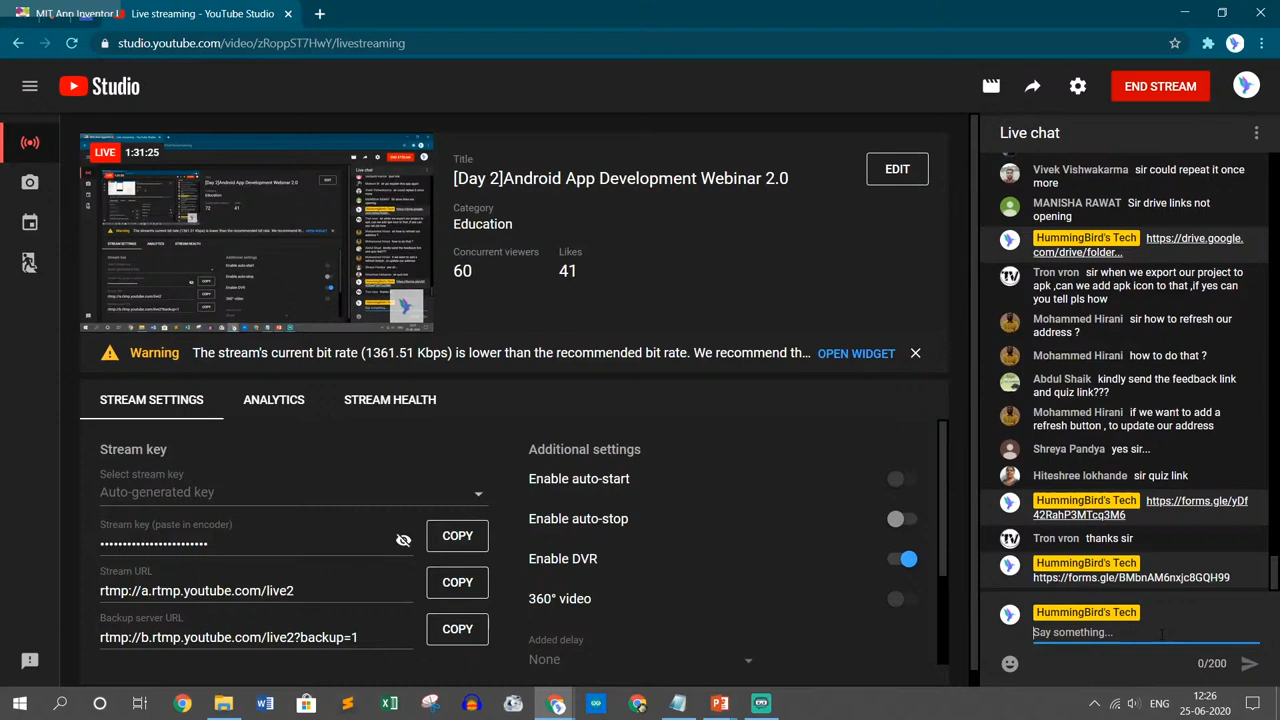 MIT App Inventor
Live streaming - YouTube Studio
studio.youtube.com/video/zRoppST7HwY/livestreaming
Studio
END STREAM
LIVE 1:31:25
Title
[Day 2]Android App Development Webinar 2.0
EDIT
Category
Education
Concurrent viewers Likes
60 41
Warning The stream's current bit rate (1361.51 Kbps) is lower than the recommended bit rate. We recommend th... OPEN WIDGET
STREAM SETTINGS ANALYTICS STREAM HEALTH
Stream key
Select stream key
Auto-generated key
Stream key (paste in encoder)
COPY
Stream URL
rtmp://a.rtmp.youtube.com/live2
COPY
Backup server URL
rtmp://b.rtmp.youtube.com/live2?backup=1
COPY
Additional settings
Enable auto-start
Enable auto-stop
Enable DVR
360° video
Added delay
None
Live chat
Vivek Vishwakarma sir could repeat it once
more
MANISHA RAWAT Sir drive links not
opening
HummingBird's Tech https://drive.goo
com/drive/folder...
Tron vron sir when we export our project to
apk ,can we add apk icon to that ,if yes can
you tell pls how
Mohammed Hirani sir how to refresh our
address ?
Mohammed Hirani how to do that ?
Abdul Shaik kindly send the feedback link
and quiz link???
Mohammed Hirani if we want to add a
refresh button , to update our address
Shreya Pandya yes sir...
Hiteshree lokhande sir quiz link
HummingBird's Tech https://forms.gle/yDf
42RahP3MTcq3M6
Tron vron thanks sir
HummingBird's Tech
https://forms.gle/BMbnAM6nxjc8GQH99
HummingBird's Tech
Say something...
0/200
ENG
12:26
25-06-2020